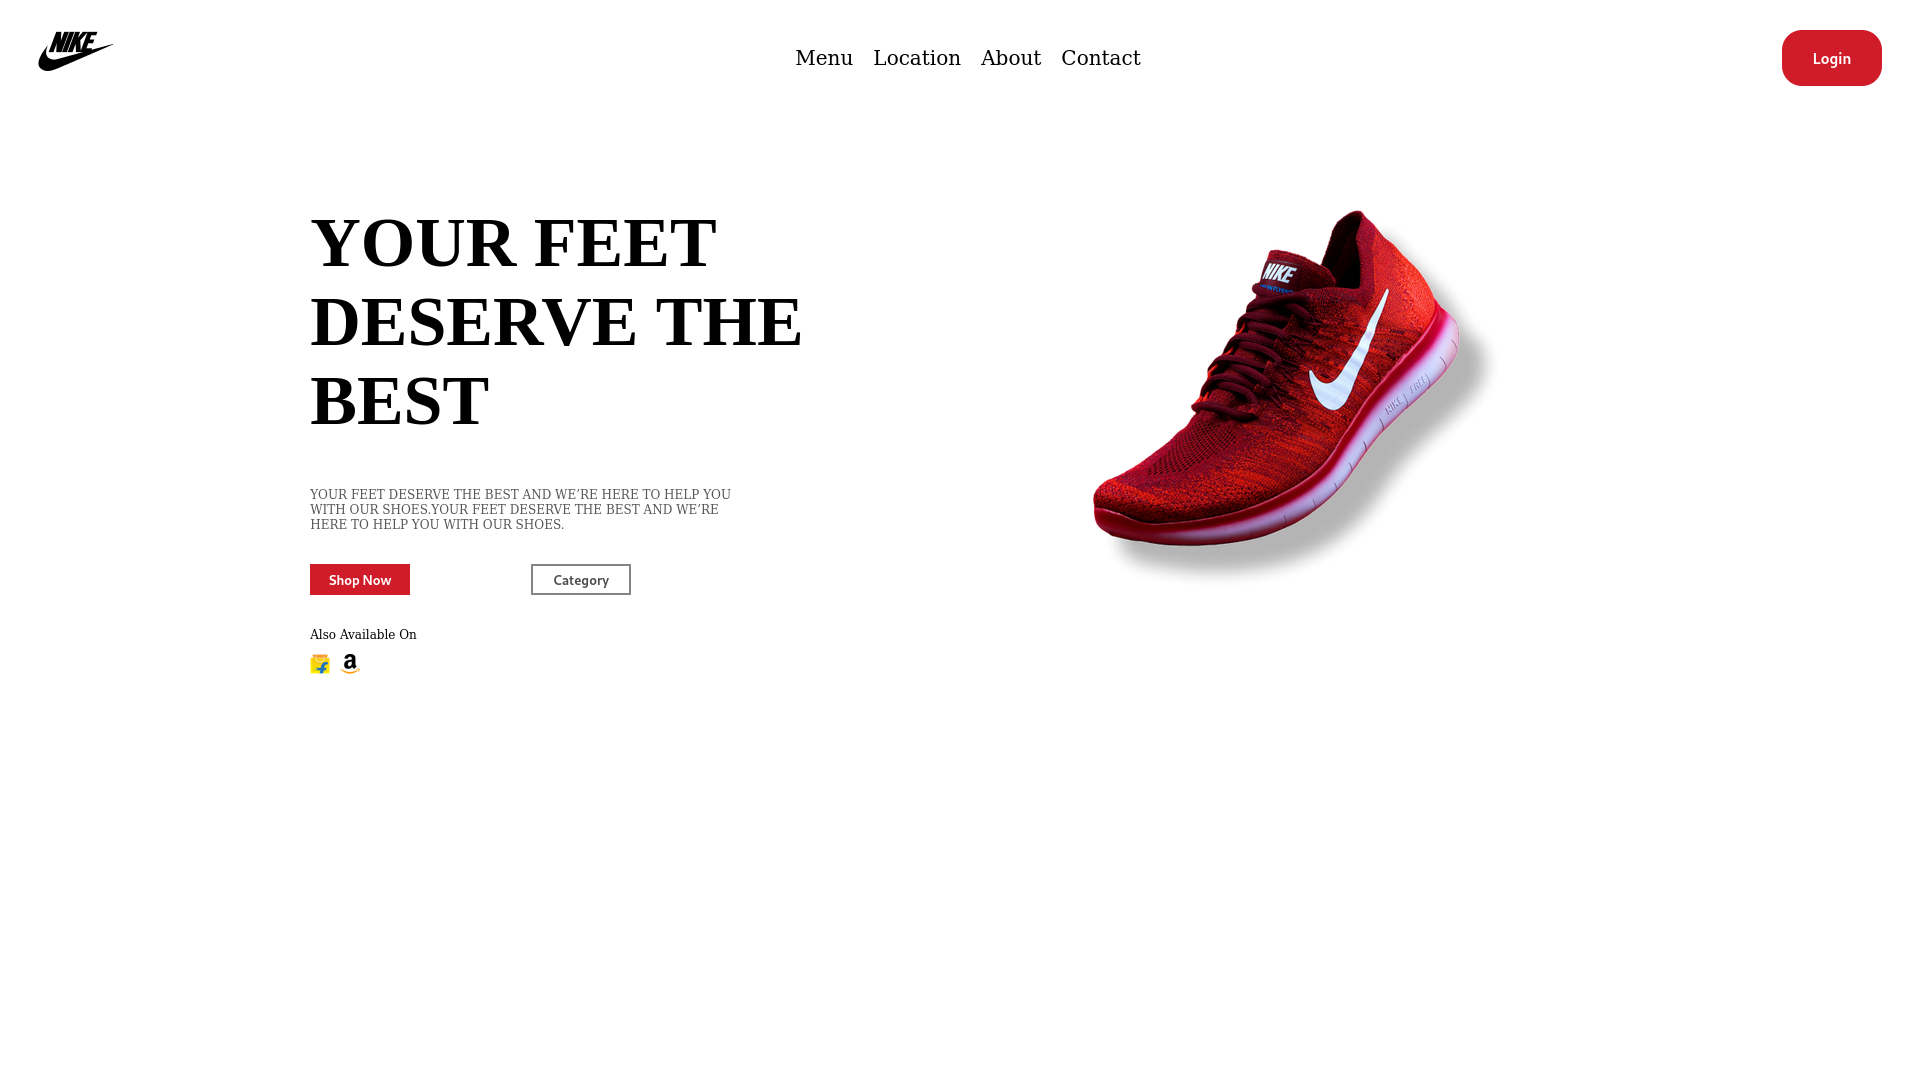 NIKE
Menu Location About Contact
Login
YOUR FEET
DESERVE THE
BEST
NIKE
NIKE FREE
YOUR FEET DESERVE THE BEST AND WE’RE HERE TO HELP YOU
WITH OUR SHOES.YOUR FEET DESERVE THE BEST AND WE’RE
HERE TO HELP YOU WITH OUR SHOES.
Shop Now
Category
Also Available On
f a